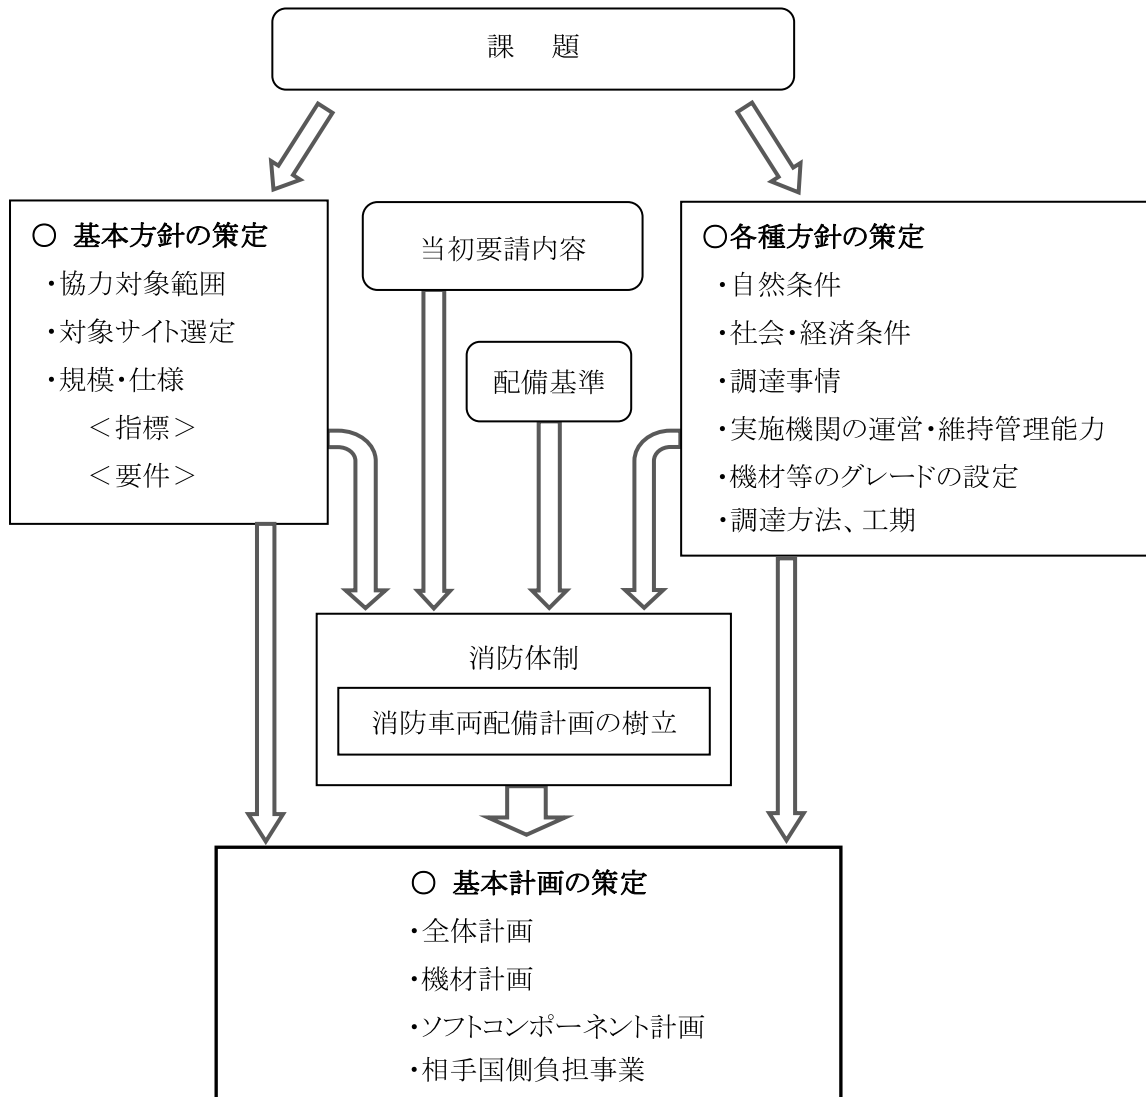 課　題
○ 基本方針の策定
・協力対象範囲
・対象サイト選定
・規模・仕様
＜指標＞
＜要件＞
当初要請内容
配備基準
○各種方針の策定
・自然条件
・社会・経済条件
・調達事情
・実施機関の運営・維持管理能力
・機材等のグレードの設定
・調達方法、工期
消防体制
消防車両配備計画の樹立
○ 基本計画の策定
・全体計画
・機材計画
・ソフトコンポーネント計画
・相手国側負担事業